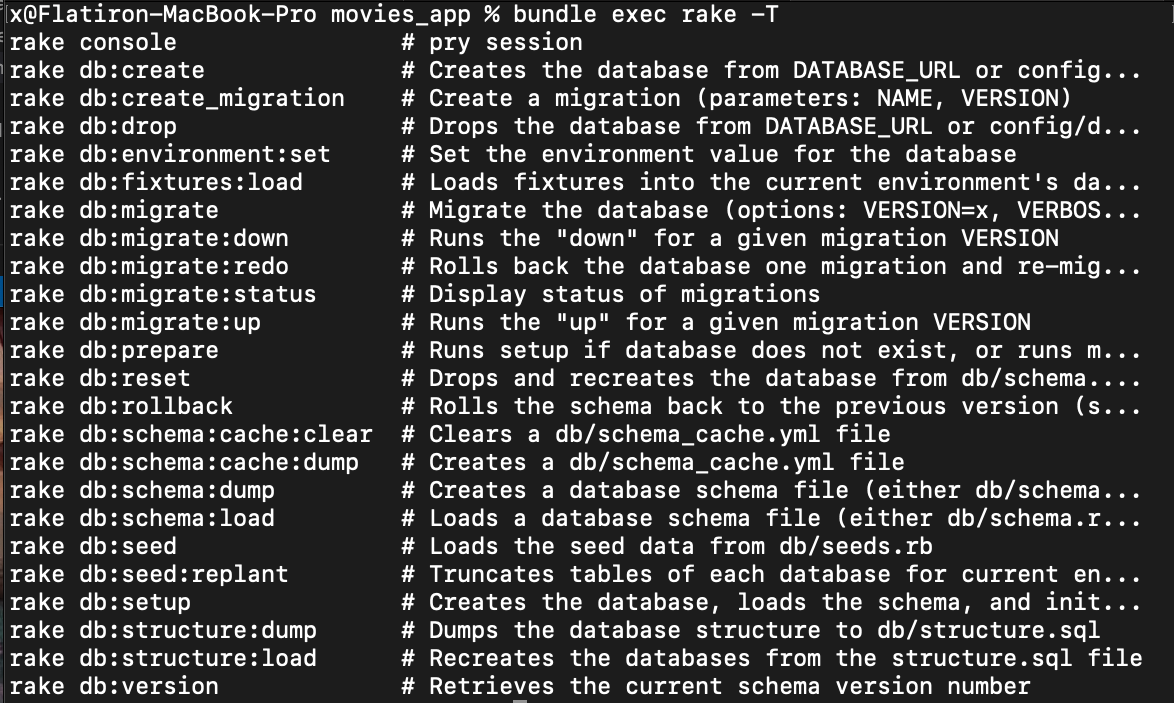 x@Flatiron-MacBook-Pro movies_app % bundle exec rake -T
rake console                # pry session
rake db:create              # Creates the database from DATABASE_URL or config...
rake db:create_migration    # Create a migration (parameters: NAME, VERSION)
rake db:drop                # Drops the database from DATABASE_URL or config/d...
rake db:environment:set     # Set the environment value for the database
rake db:fixtures:load       # Loads fixtures into the current environment's da...
rake db:migrate             # Migrate the database (options: VERSION=x, VERBOS...
rake db:migrate:down        # Runs the "down" for a given migration VERSION
rake db:migrate:redo        # Rolls back the database one migration and re-mig...
rake db:migrate:status      # Display status of migrations
rake db:migrate:up          # Runs the "up" for a given migration VERSION
rake db:prepare             # Runs setup if database does not exist, or runs m...
rake db:reset               # Drops and recreates the database from db/schema....
rake db:rollback            # Rolls the schema back to the previous version (s...
rake db:schema:cache:clear  # Clears a db/schema_cache.yml file
rake db:schema:cache:dump   # Creates a db/schema_cache.yml file
rake db:schema:dump         # Creates a database schema file (either db/schema...
rake db:schema:load         # Loads a database schema file (either db/schema.r...
rake db:seed                # Loads the seed data from db/seeds.rb
rake db:seed:replant        # Truncates tables of each database for current en...
rake db:setup               # Creates the database, loads the schema, and init...
rake db:structure:dump      # Dumps the database structure to db/structure.sql
rake db:structure:load      # Recreates the databases from the structure.sql file
rake db:version             # Retrieves the current schema version number